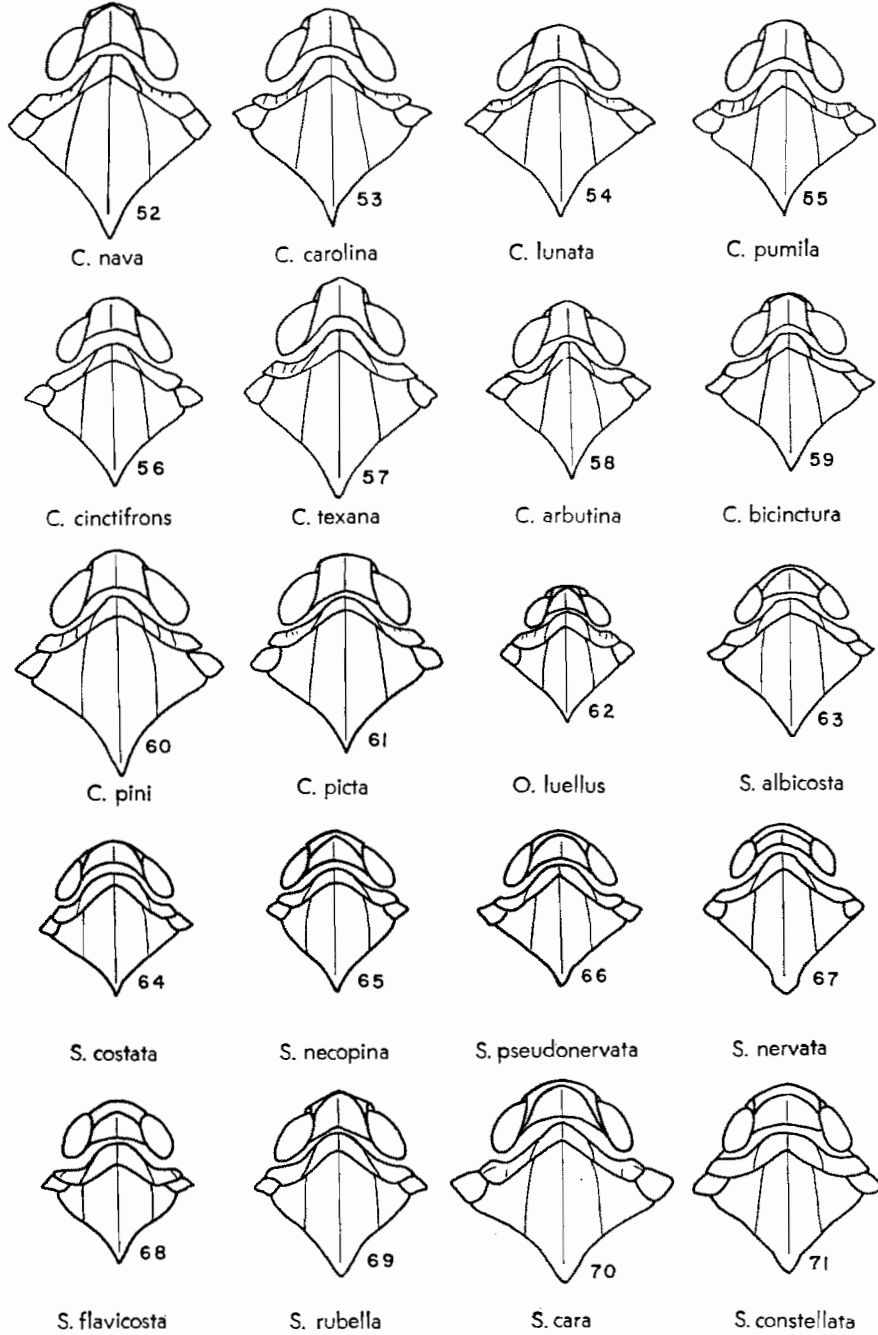 52 53 54 55
C. nava C. carolina C. lunata C. pumila
56 57 58 59
C. cinctifrons C. texana C. arbutina C. bicinctura
60 61 62 63
C. pini C. picta O. luellus S. albicosta
64 65 66 67
S. costata S. necopina S. pseudonervata S. nervata
68 69 70 71
S. flavicosta S. rubella S. cara S. constellata